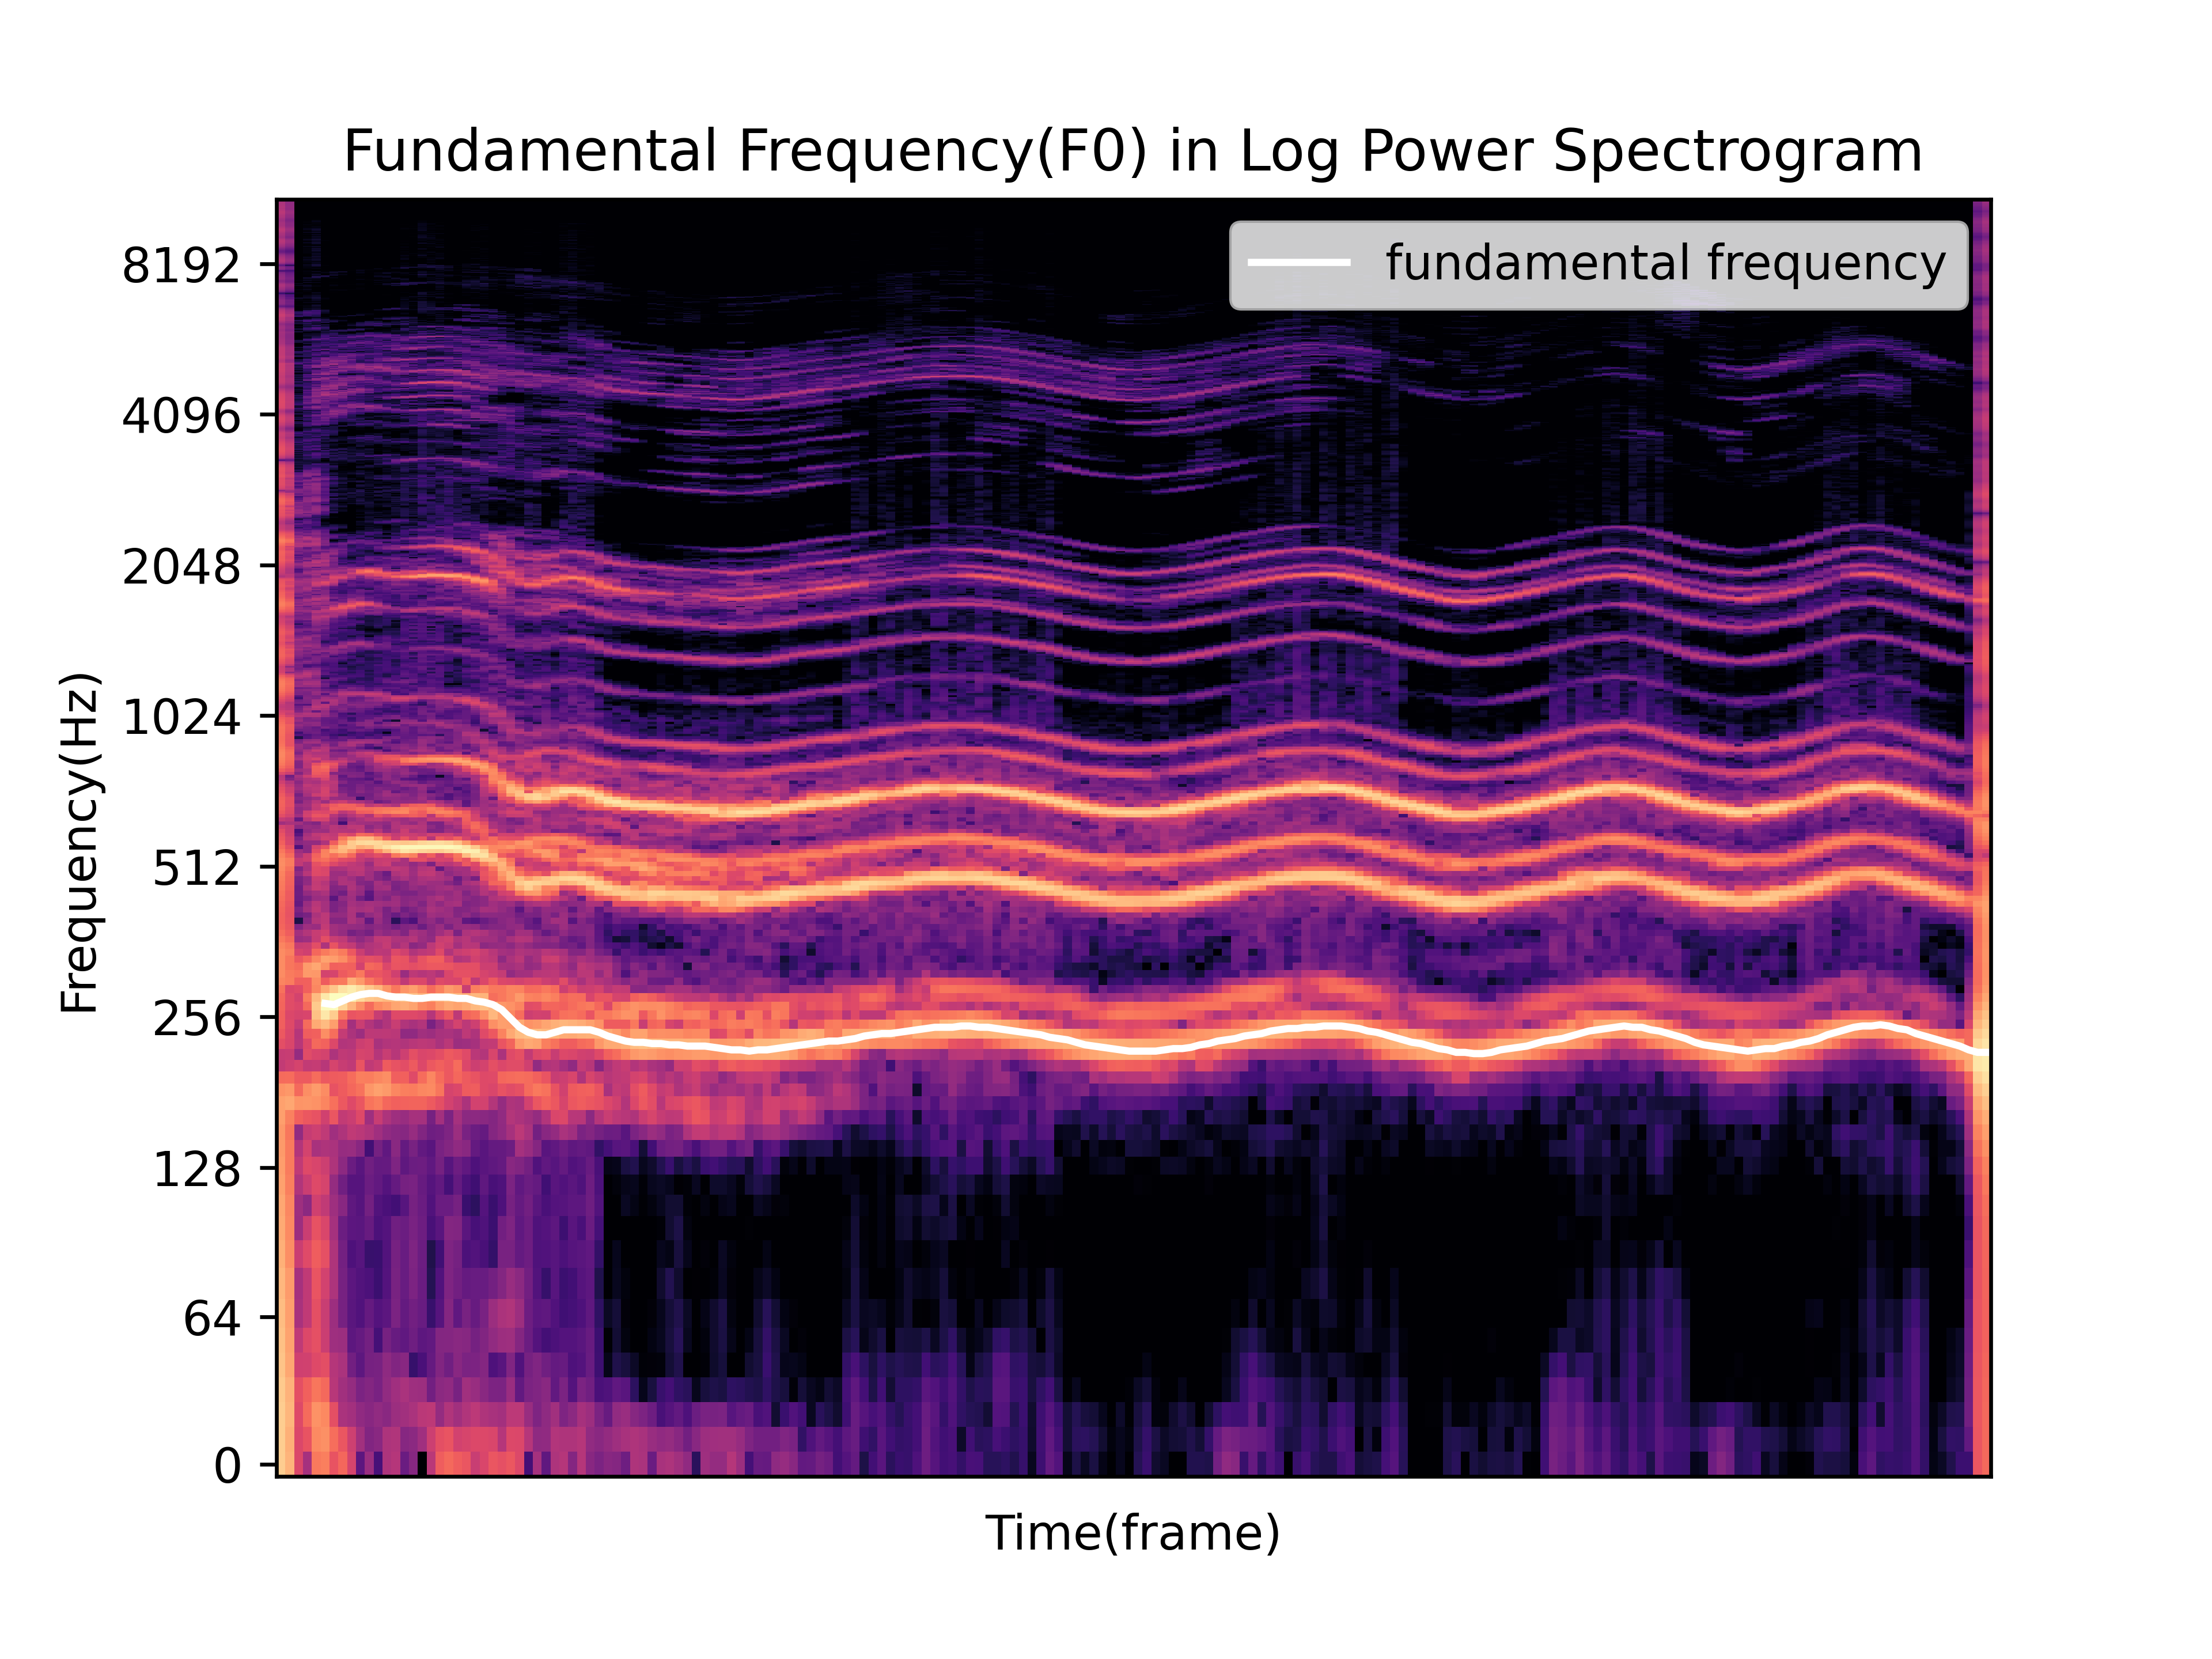 Fundamental Frequency(F0) in Log Power Spectrogram
fundamental frequency
8192
4096
2048
1024
512
256
128
64
0
Frequency(Hz)
Time(frame)